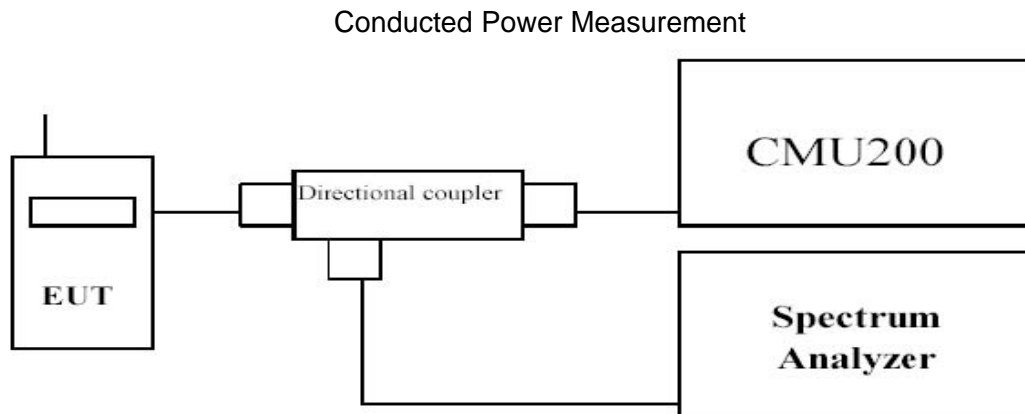 Conducted Power Measurement
CMU200
Directional coupler
EUT
Spectrum
Analyzer